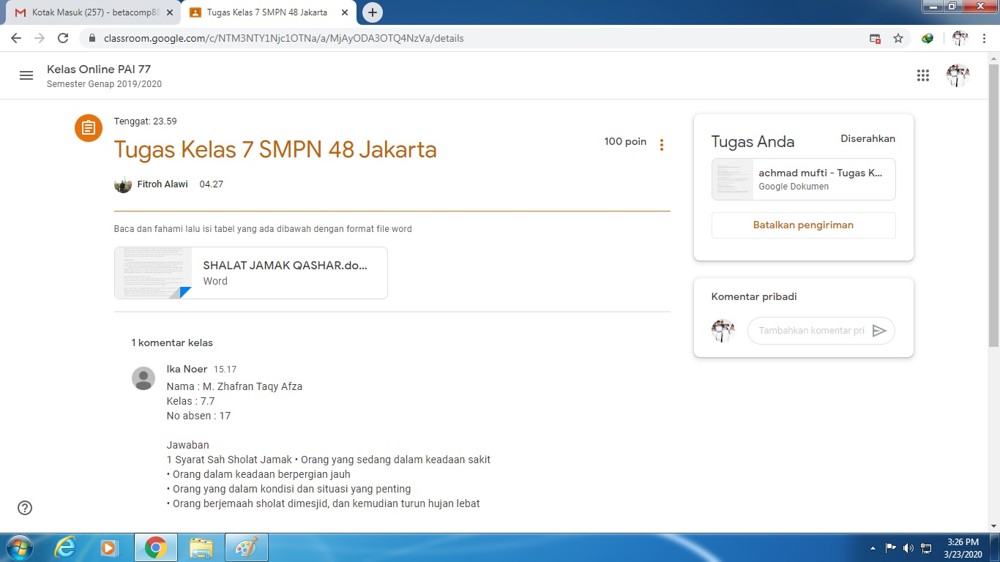 Kotak Masuk (257) - betacomp88
Tugas Kelas 7 SMPN 48 Jakarta
classroom.google.com/c/NTM3NTY1Njc1OTNa/a/MjAyODA3OTQ4NzVa/details
Kelas Online PAI 77
Semester Genap 2019/2020
Tenggat: 23.59
Tugas Kelas 7 SMPN 48 Jakarta
100 poin
Fitroh Alawi 04.27
Baca dan fahami lalu isi tabel yang ada dibawah dengan format file word
SHALAT JAMAK QASHAR.do...
Word
1 komentar kelas
Ika Noer 15.17
Nama : M. Zhafran Taqy Afza
Kelas : 7.7
No absen : 17
Jawaban
1 Syarat Sah Sholat Jamak • Orang yang sedang dalam keadaan sakit
• Orang dalam keadaan berpergian jauh
• Orang yang dalam kondisi dan situasi yang penting
• Orang berjemaah sholat dimesjid, dan kemudian turun hujan lebat
Tugas Anda
Diserahkan
achmad mufti - Tugas K...
Google Dokumen
Batalkan pengiriman
Komentar pribadi
Tambahkan komentar pri
3:26 PM
3/23/2020